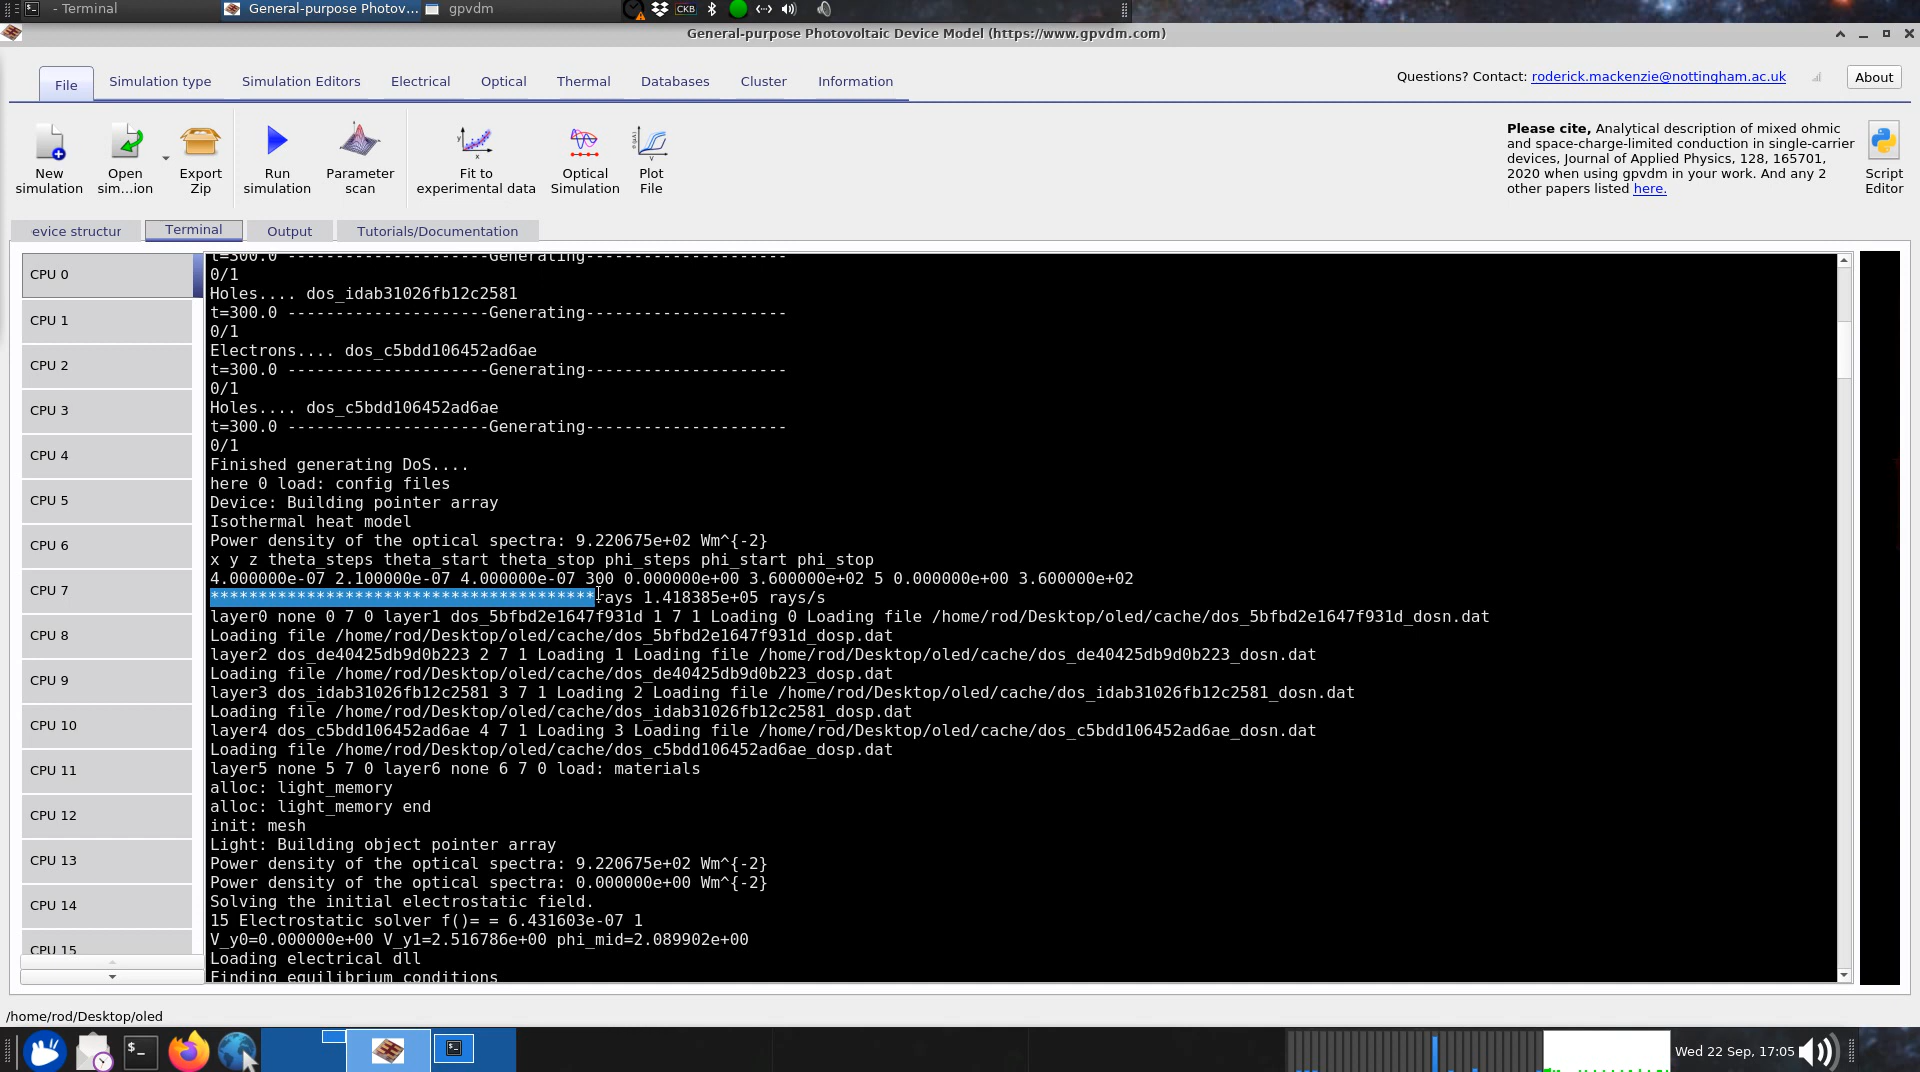 - Terminal
General-purpose Photov...
gpvdm
CKB
General-purpose Photovoltaic Device Model (https://www.gpvdm.com)
File
Simulation type
Simulation Editors
Electrical
Optical
Thermal
Databases
Cluster
Information
Questions? Contact: roderick.mackenzie@nottingham.ac.uk
About
New
simulation
Open
sim...ion
Export
Zip
Run
simulation
Parameter
scan
Fit to
experimental data
Optical
Simulation
Plot
File
Please cite, Analytical description of mixed ohmic
and space-charge-limited conduction in single-carrier
devices, Journal of Applied Physics, 128, 165701,
2020 when using gpvdm in your work. And any 2
other papers listed here.
Script
Editor
evice structur
Terminal
Output
Tutorials/Documentation
CPU 0
CPU 1
CPU 2
CPU 3
CPU 4
CPU 5
CPU 6
CPU 7
CPU 8
CPU 9
CPU 10
CPU 11
CPU 12
CPU 13
CPU 14
CPU 15
t=300.0 ---------------------Generating---------------------
0/1
Holes.... dos_idab31026fb12c2581
t=300.0 ---------------------Generating---------------------
0/1
Electrons.... dos_c5bdd106452ad6ae
t=300.0 ---------------------Generating---------------------
0/1
Holes.... dos_c5bdd106452ad6ae
t=300.0 ---------------------Generating---------------------
0/1
Finished generating DoS....
here 0 load: config files
Device: Building pointer array
Isothermal heat model
Power density of the optical spectra: 9.220675e+02 Wm^{-2}
x y z theta_steps theta_start theta_stop phi_steps phi_start phi_stop
4.000000e-07 2.100000e-07 4.000000e-07 300 0.000000e+00 3.600000e+02 5 0.000000e+00 3.600000e+02
****************************************rays 1.418385e+05 rays/s
layer0 none 0 7 0 layer1 dos_5bfbd2e1647f931d 1 7 1 Loading 0 Loading file /home/rod/Desktop/oled/cache/dos_5bfbd2e1647f931d_dosn.dat
Loading file /home/rod/Desktop/oled/cache/dos_5bfbd2e1647f931d_dosp.dat
layer2 dos_de40425db9d0b223 2 7 1 Loading 1 Loading file /home/rod/Desktop/oled/cache/dos_de40425db9d0b223_dosn.dat
Loading file /home/rod/Desktop/oled/cache/dos_de40425db9d0b223_dosp.dat
layer3 dos_idab31026fb12c2581 3 7 1 Loading 2 Loading file /home/rod/Desktop/oled/cache/dos_idab31026fb12c2581_dosn.dat
Loading file /home/rod/Desktop/oled/cache/dos_idab31026fb12c2581_dosp.dat
layer4 dos_c5bdd106452ad6ae 4 7 1 Loading 3 Loading file /home/rod/Desktop/oled/cache/dos_c5bdd106452ad6ae_dosn.dat
Loading file /home/rod/Desktop/oled/cache/dos_c5bdd106452ad6ae_dosp.dat
layer5 none 5 7 0 layer6 none 6 7 0 load: materials
alloc: light_memory
alloc: light_memory end
init: mesh
Light: Building object pointer array
Power density of the optical spectra: 9.220675e+02 Wm^{-2}
Power density of the optical spectra: 0.000000e+00 Wm^{-2}
Solving the initial electrostatic field.
15 Electrostatic solver f()= = 6.431603e-07 1
V_y0=0.000000e+00 V_y1=2.516786e+00 phi_mid=2.089902e+00
Loading electrical dll
Finding equilibrium conditions
/home/rod/Desktop/oled
Wed 22 Sep, 17:05